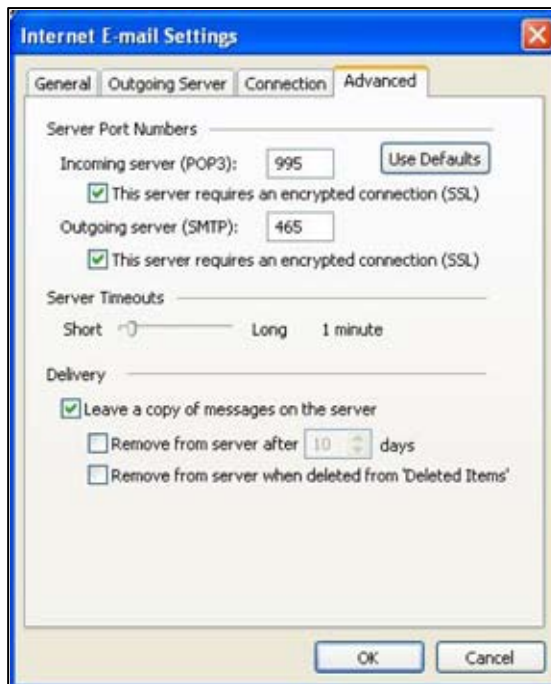 Internet E-mail Settings
General Outgoing Server Connection Advanced
Server Port Numbers
Incoming server (POP3): 995 Use Defaults
This server requires an encrypted connection (SSL)
Outgoing server (SMTP): 465
This server requires an encrypted connection (SSL)
Server Timeouts
Short Long 1 minute
Delivery
Leave a copy of messages on the server
Remove from server after 10 days
Remove from server when deleted from 'Deleted Items'
OK Cancel